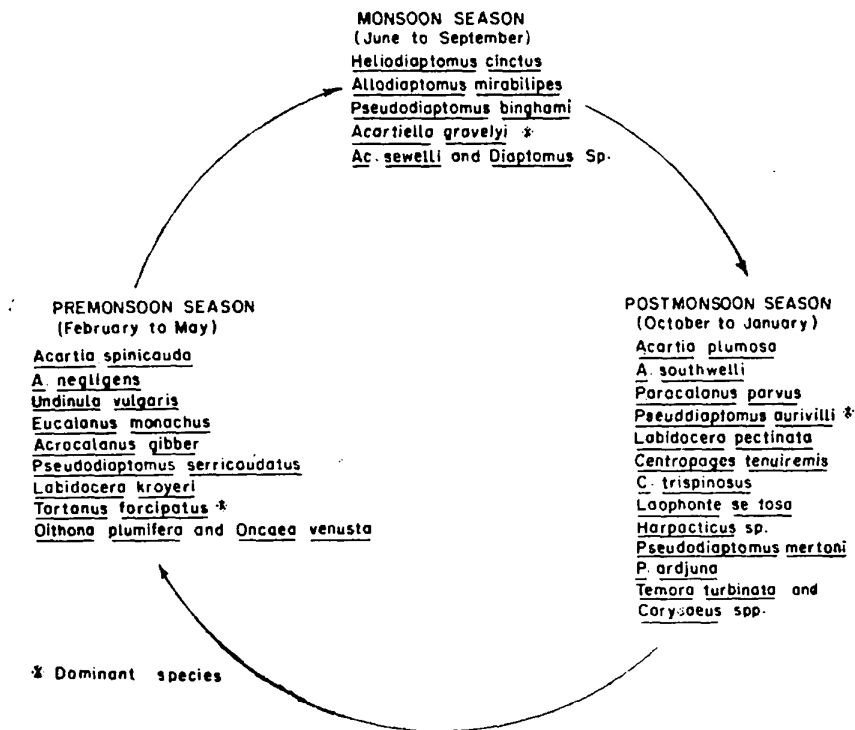 MONSOON SEASON
(June to September)
Heliodiaptomus cinctus
Allodiaptomus mirabilipes
Pseudodiaptomus binghami
Acartiella gravelyi *
Ac. sewelli and Diaptomus Sp.
PREMONSOON SEASON
(February to May)
Acartia spinicauda
A. negligens
Undinula vulgaris
Eucalanus monachus
Acrocalanus gibber
Pseudodiaptomus serricaudatus
Labidocera kroyeri
Tortanus forcipatus *
Oithona plumifera and Oncaea venusta
POSTMONSOON SEASON
(October to January)
Acartia plumosa
A. southwelli
Paracalanus parvus
Pseuddiaptomus aurivilli *
Labidocera pectinata
Centropages tenuiremis
C. trispinosus
Laophonte se tosa
Harpacticus sp.
Pseudodiaptomus mertoni
P. ardjuna
Temora turbinata and
spp.
* Dominant species